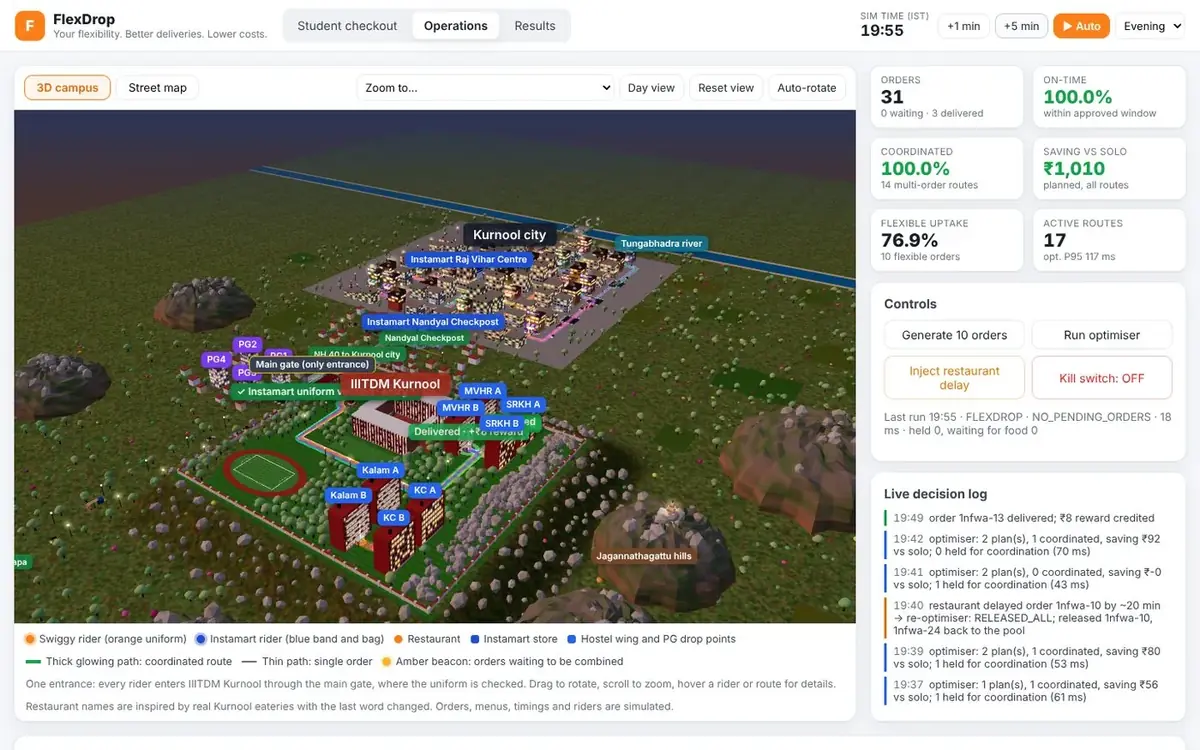 F
FlexDrop
Your flexibility. Better deliveries. Lower costs.
Student checkout
Operations
Results
SIM TIME (IST)
19:55
+1 min
+5 min
▶ Auto
Evening
3D campus
Street map
Zoom to...
Day view
Reset view
Auto-rotate
Kurnool city
Tungabhadra river
Instamart Raj Vihar Centre
Instamart Nandyal Checkpost
Nandyal Checkpost
PG2
NH 40 to Kurnool city
PG4
Main gate (only entrance)
IIITDM Kurnool
✓ Instamart uniform
MVHR A
MVHR B
SRKH A
SRKH B
Delivered
Kalam A
Kalam B
KC A
KC B
Jagannathagattu hills
Swiggy rider (orange uniform)
Instamart rider (blue band and bag)
Restaurant
Instamart store
Hostel wing and PG drop points
Thick glowing path: coordinated route
Thin path: single order
Amber beacon: orders waiting to be combined
One entrance: every rider enters IIITDM Kurnool through the main gate, where the uniform is checked. Drag to rotate, scroll to zoom, hover a rider or route for details.
Restaurant names are inspired by real Kurnool eateries with the last word changed. Orders, menus, timings and riders are simulated.
ORDERS
31
0 waiting · 3 delivered
ON-TIME
100.0%
within approved window
COORDINATED
100.0%
14 multi-order routes
SAVING VS SOLO
₹1,010
planned, all routes
FLEXIBLE UPTAKE
76.9%
10 flexible orders
ACTIVE ROUTES
17
opt. P95 117 ms
Controls
Generate 10 orders
Run optimiser
Inject restaurant
delay
Kill switch: OFF
Last run 19:55 · FLEXDROP · NO_PENDING_ORDERS · 18
ms · held 0, waiting for food 0
Live decision log
19:49 order 1nfwa-13 delivered; ₹8 reward credited
19:42 optimiser: 2 plan(s), 1 coordinated, saving ₹92
vs solo; 0 held for coordination (70 ms)
19:41 optimiser: 2 plan(s), 0 coordinated, saving ₹-0
vs solo; 1 held for coordination (43 ms)
19:40 restaurant delayed order 1nfwa-10 by ~20 min
→ re-optimiser: RELEASED_ALL; released 1nfwa-10,
1nfwa-24 back to the pool
19:39 optimiser: 2 plan(s), 1 coordinated, saving ₹80
vs solo; 1 held for coordination (53 ms)
19:37 optimiser: 1 plan(s), 1 coordinated, saving ₹56
vs solo; 1 held for coordination (61 ms)